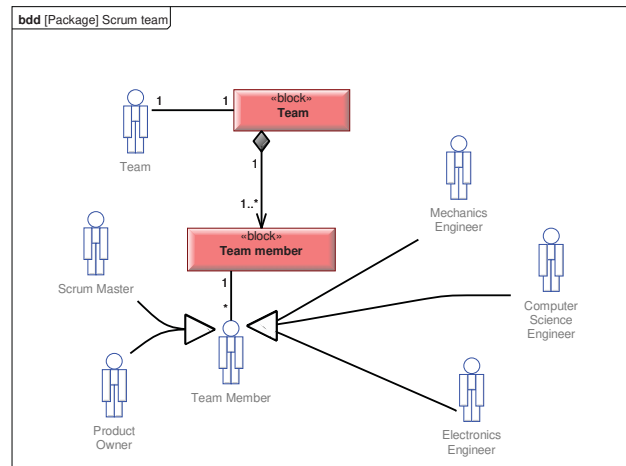 bdd [Package] Scrum team
«block»
Team
1
1
Team
1
1..*
«block»
Team member
1
*
Mechanics
Engineer
Scrum Master
Computer
Science
Engineer
Team Member
Product
Owner
Electronics
Engineer